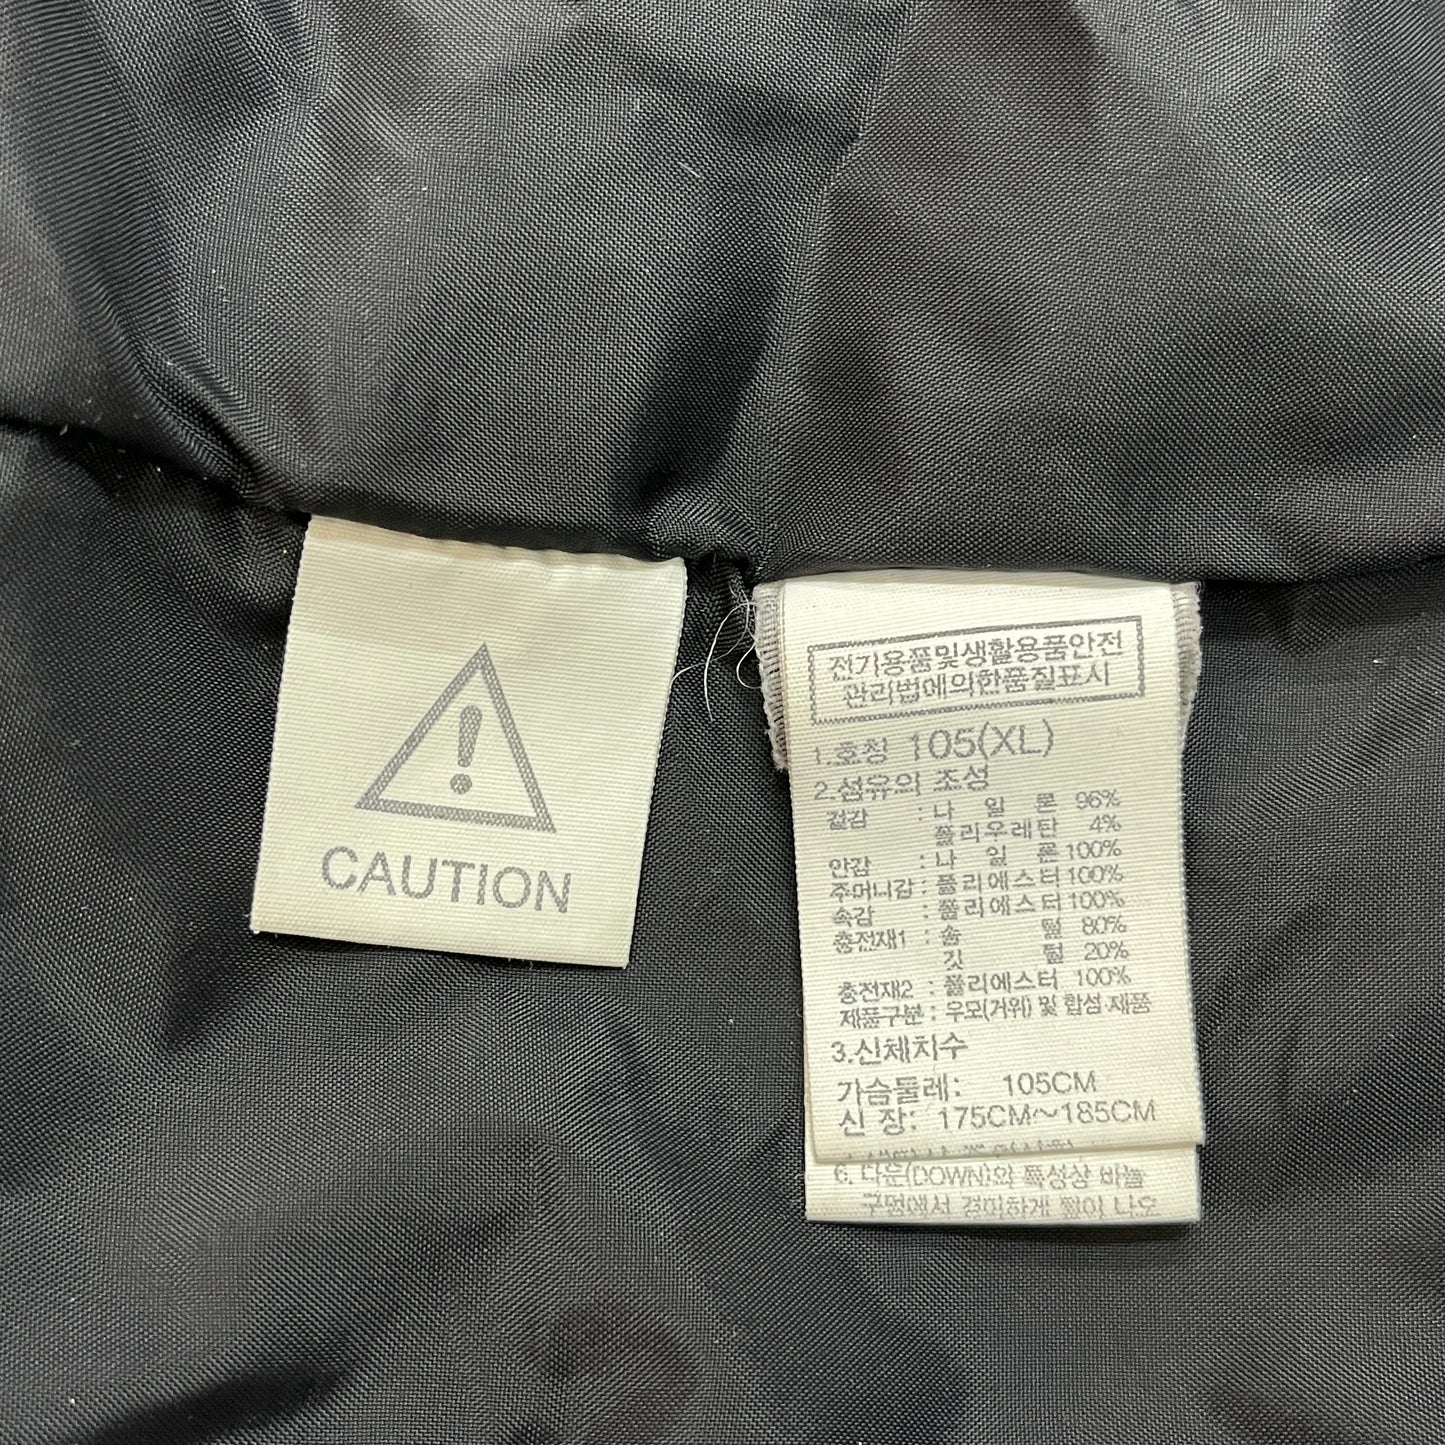 CAUTION
전기용품및생활용품안전
관리법에의한품질표시
1.호칭 105(XL)
2.섬유의 조성
겉감 : 나 일 론 96%
폴리우레탄 4%
안감 : 나 일 론 100%
주머니감 : 폴리에스터 100%
속감 : 폴리에스터 100%
충전재1 : 솜 털 80%
깃 털 20%
충전재2 : 폴리에스터 100%
제품구분 : 우모(거위) 및 합섬 제품
3.신체치수
가슴둘레: 105CM
신 장: 175CM~185CM
6. 다운(DOWN)의 특성상 바늘
구멍에서 경미하게 털이 나오